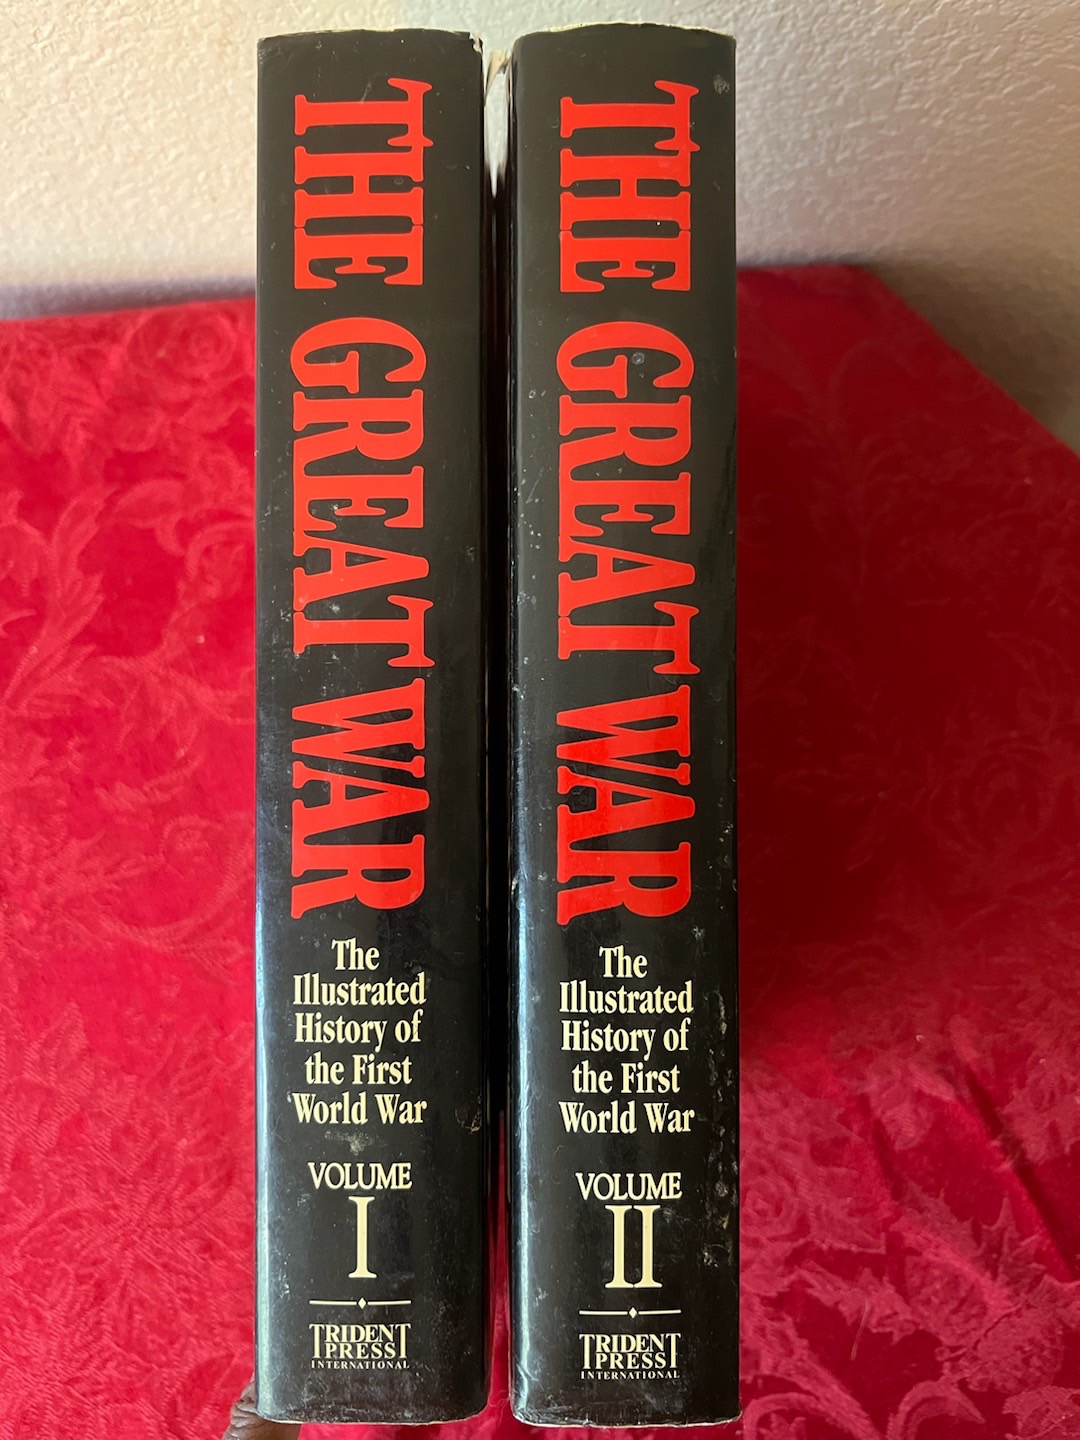 THE GREAT WAR
The
Illustrated
History of
the First
World War
VOLUME
I
TRIDENT
PRESS
INTERNATIONAL
THE GREAT WAR
The
Illustrated
History of
the First
World War
VOLUME
II
TRIDENT
PRESS
INTERNATIONAL